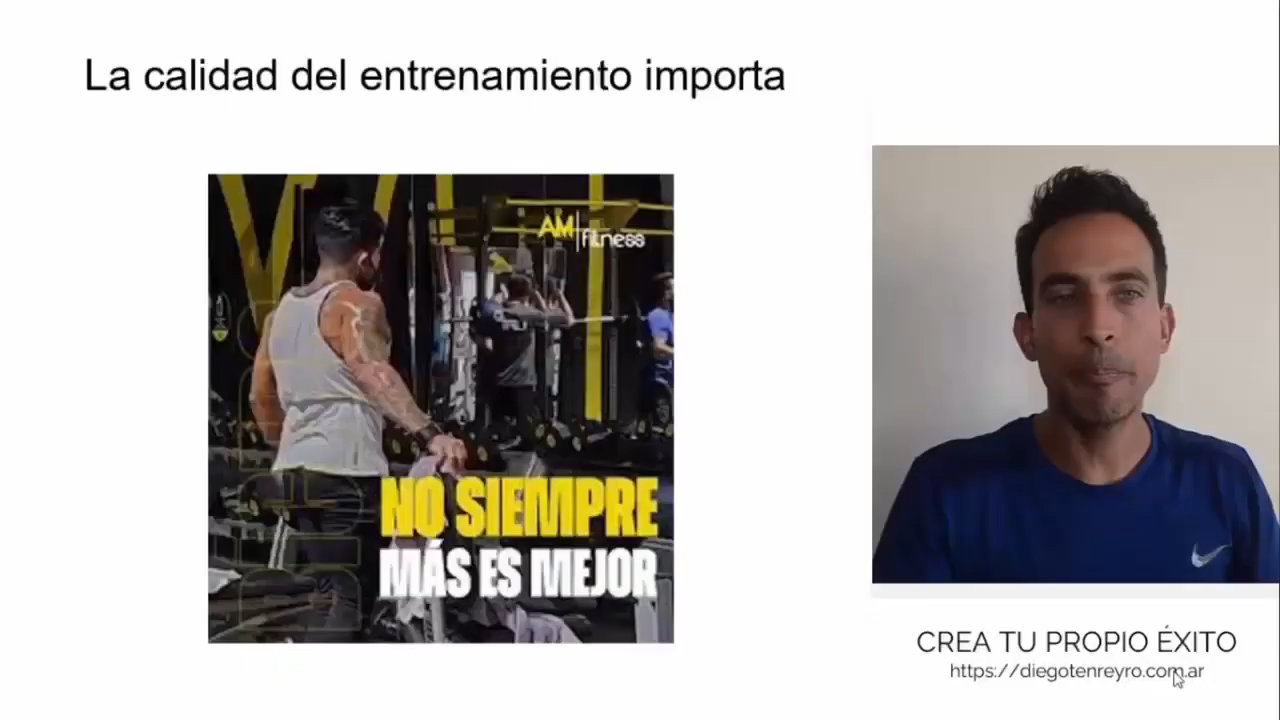 La calidad del entrenamiento importa
AM fitness
NO SIEMPRE
MÁS ES MEJOR
CREA TU PROPIO ÉXITO
https://diegotenreyro.com.ar